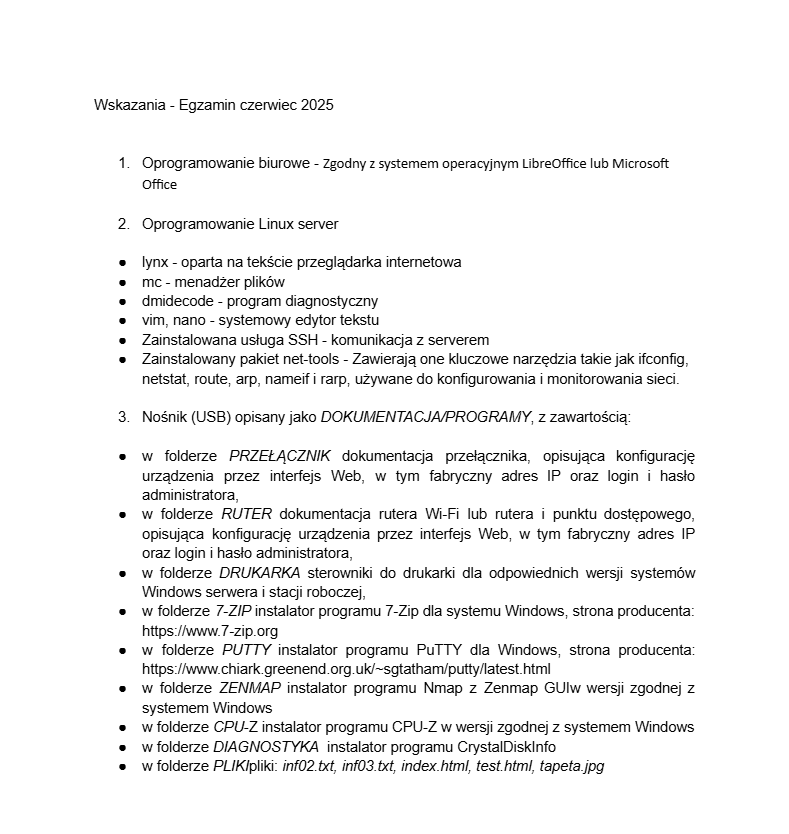 Wskazania - Egzamin czerwiec 2025
1. Oprogramowanie biurowe - Zgodny z systemem operacyjnym LibreOffice lub Microsoft
Office
2. Oprogramowanie Linux server
● lynx - oparta na tekście przeglądarka internetowa
● mc - menadżer plików
● dmidecode - program diagnostyczny
● vim, nano - systemowy edytor tekstu
● Zainstalowana usługa SSH - komunikacja z serwerem
● Zainstalowany pakiet net-tools - Zawierają one kluczowe narzędzia takie jak ifconfig,
netstat, route, arp, nameif i rarp, używane do konfigurowania i monitorowania sieci.
3. Nośnik (USB) opisany jako DOKUMENTACJA/PROGRAMY, z zawartością:
● w folderze PRZEŁĄCZNIK dokumentacja przełącznika, opisująca konfigurację
urządzenia przez interfejs Web, w tym fabryczny adres IP oraz login i hasło
administratora,
● w folderze RUTER dokumentacja rutera Wi-Fi lub rutera i punktu dostępowego,
opisująca konfigurację urządzenia przez interfejs Web, w tym fabryczny adres IP
oraz login i hasło administratora,
● w folderze DRUKARKA sterowniki do drukarki dla odpowiednich wersji systemów
Windows serwera i stacji roboczej,
● w folderze 7-ZIP instalator programu 7-Zip dla systemu Windows, strona producenta:
https://www.7-zip.org
● w folderze PUTTY instalator programu PuTTY dla Windows, strona producenta:
https://www.chiark.greenend.org.uk/~sgtatham/putty/latest.html
● w folderze ZENMAP instalator programu Nmap z Zenmap GUIw wersji zgodnej z
systemem Windows
● w folderze CPU-Z instalator programu CPU-Z w wersji zgodnej z systemem Windows
● w folderze DIAGNOSTYKA instalator programu CrystalDiskInfo
● w folderze PLIKIpliki: inf02.txt, inf03.txt, index.html, test.html, tapeta.jpg